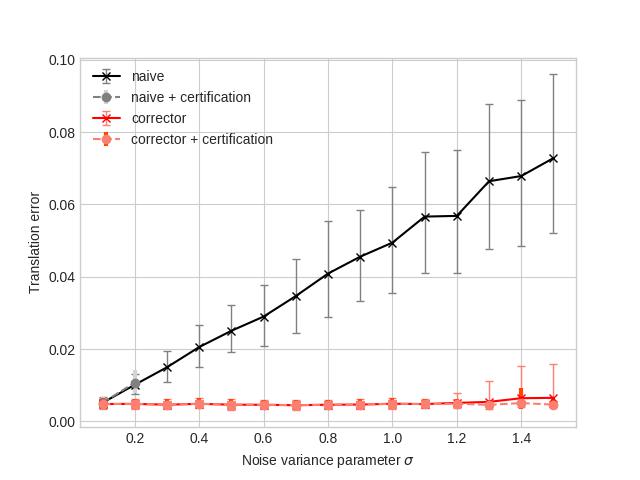 0.10
0.08
0.06
0.04
0.02
0.00
Translation error
naive
naive + certification
corrector
corrector + certification
0.2 0.4 0.6 0.8 1.0 1.2 1.4
Noise variance parameter σ